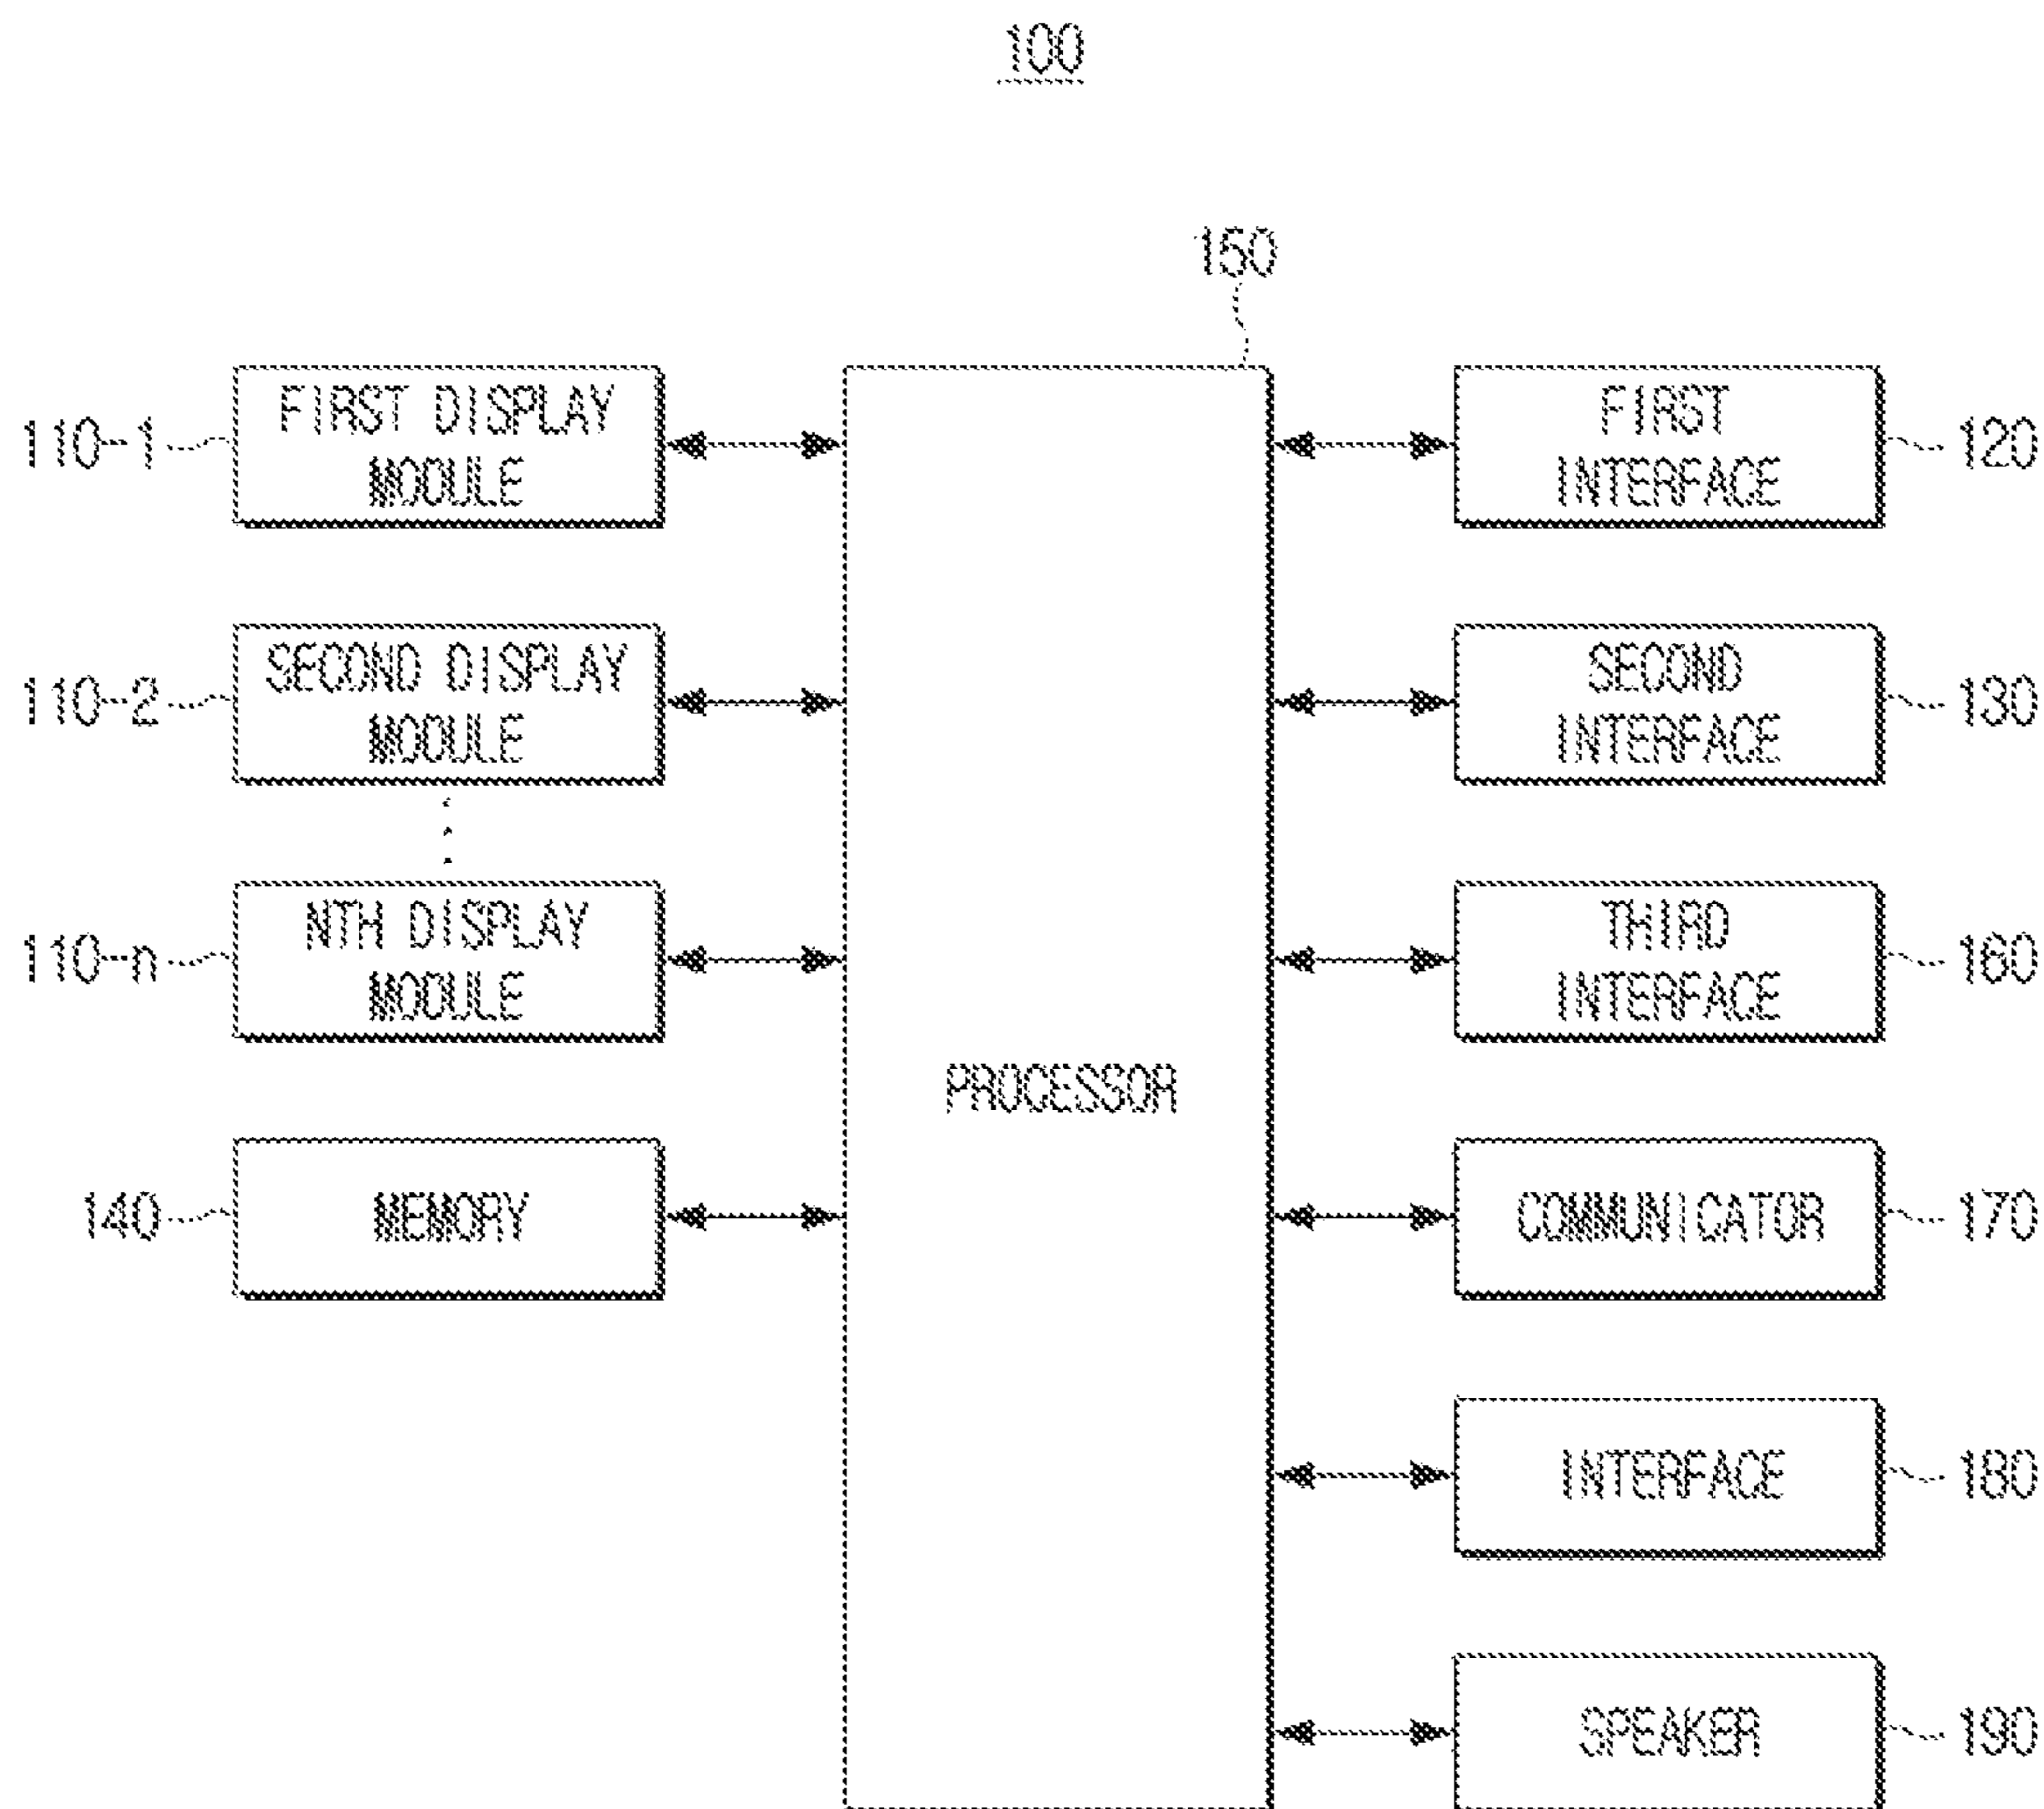 100
150
110-1
FIRST DISPLAY
MODULE
FIRST
INTERFACE
120
110-2
SECOND DISPLAY
MODULE
SECOND
INTERFACE
130
110-n
NTH DISPLAY
MODULE
THIRD
INTERFACE
160
PROCESSOR
140
MEMORY
COMMUNICATOR
170
INTERFACE
180
SPEAKER
190